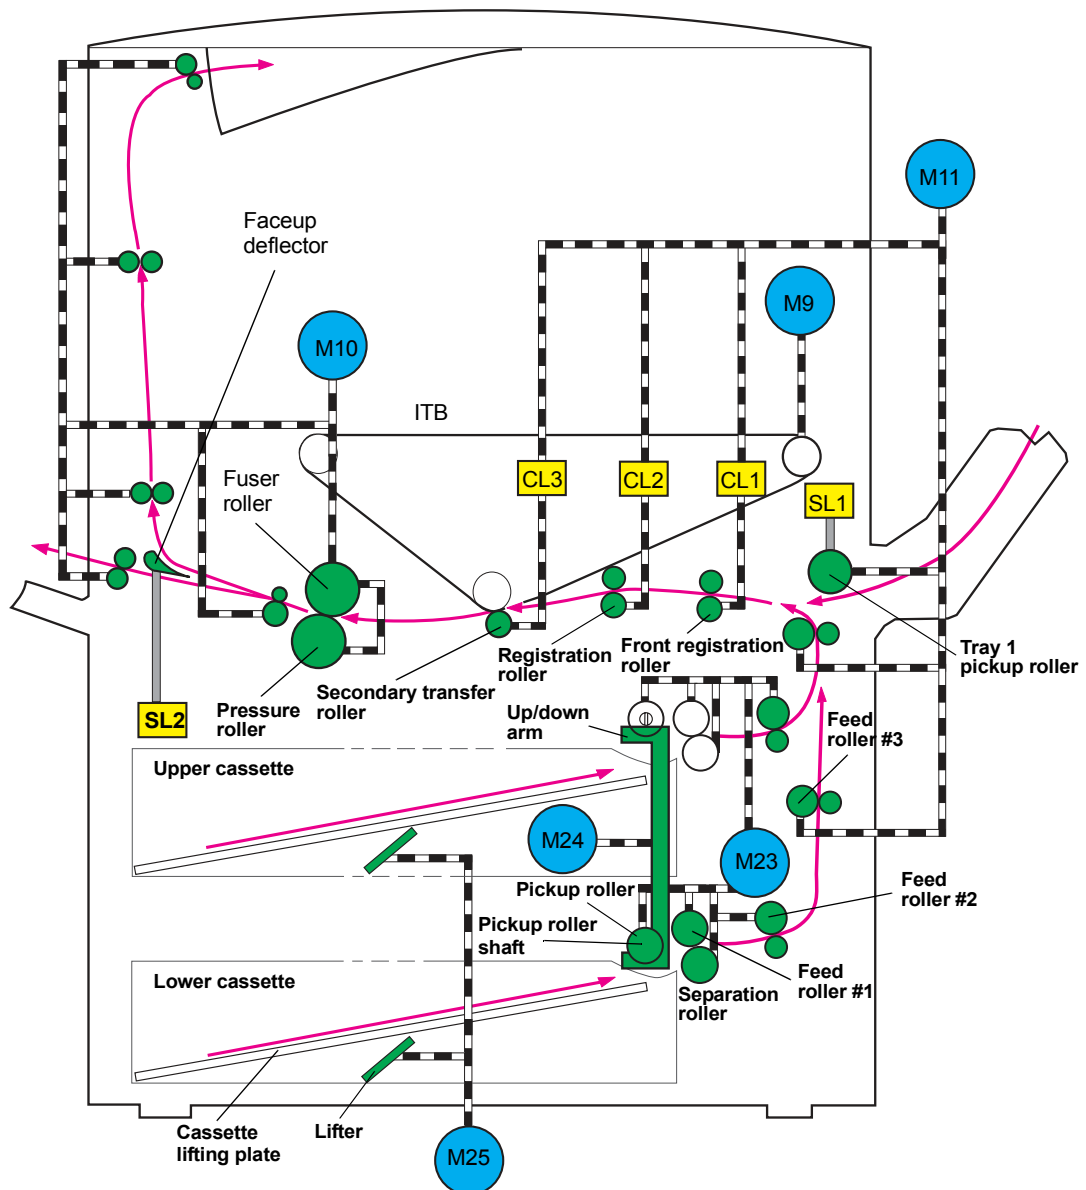 M11
Faceup
deflector
M9
M10
ITB
CL3
CL2
CL1
Fuser
roller
SL1
Registration
roller
Front registration
roller
Tray 1
pickup roller
Secondary transfer
roller
Pressure
roller
SL2
Up/down
arm
Feed
roller #3
Upper cassette
M24
M23
Pickup roller
Feed
roller #2
Pickup roller
shaft
Lower cassette
Feed
roller #1
Separation
roller
Cassette
lifting plate
Lifter
M25